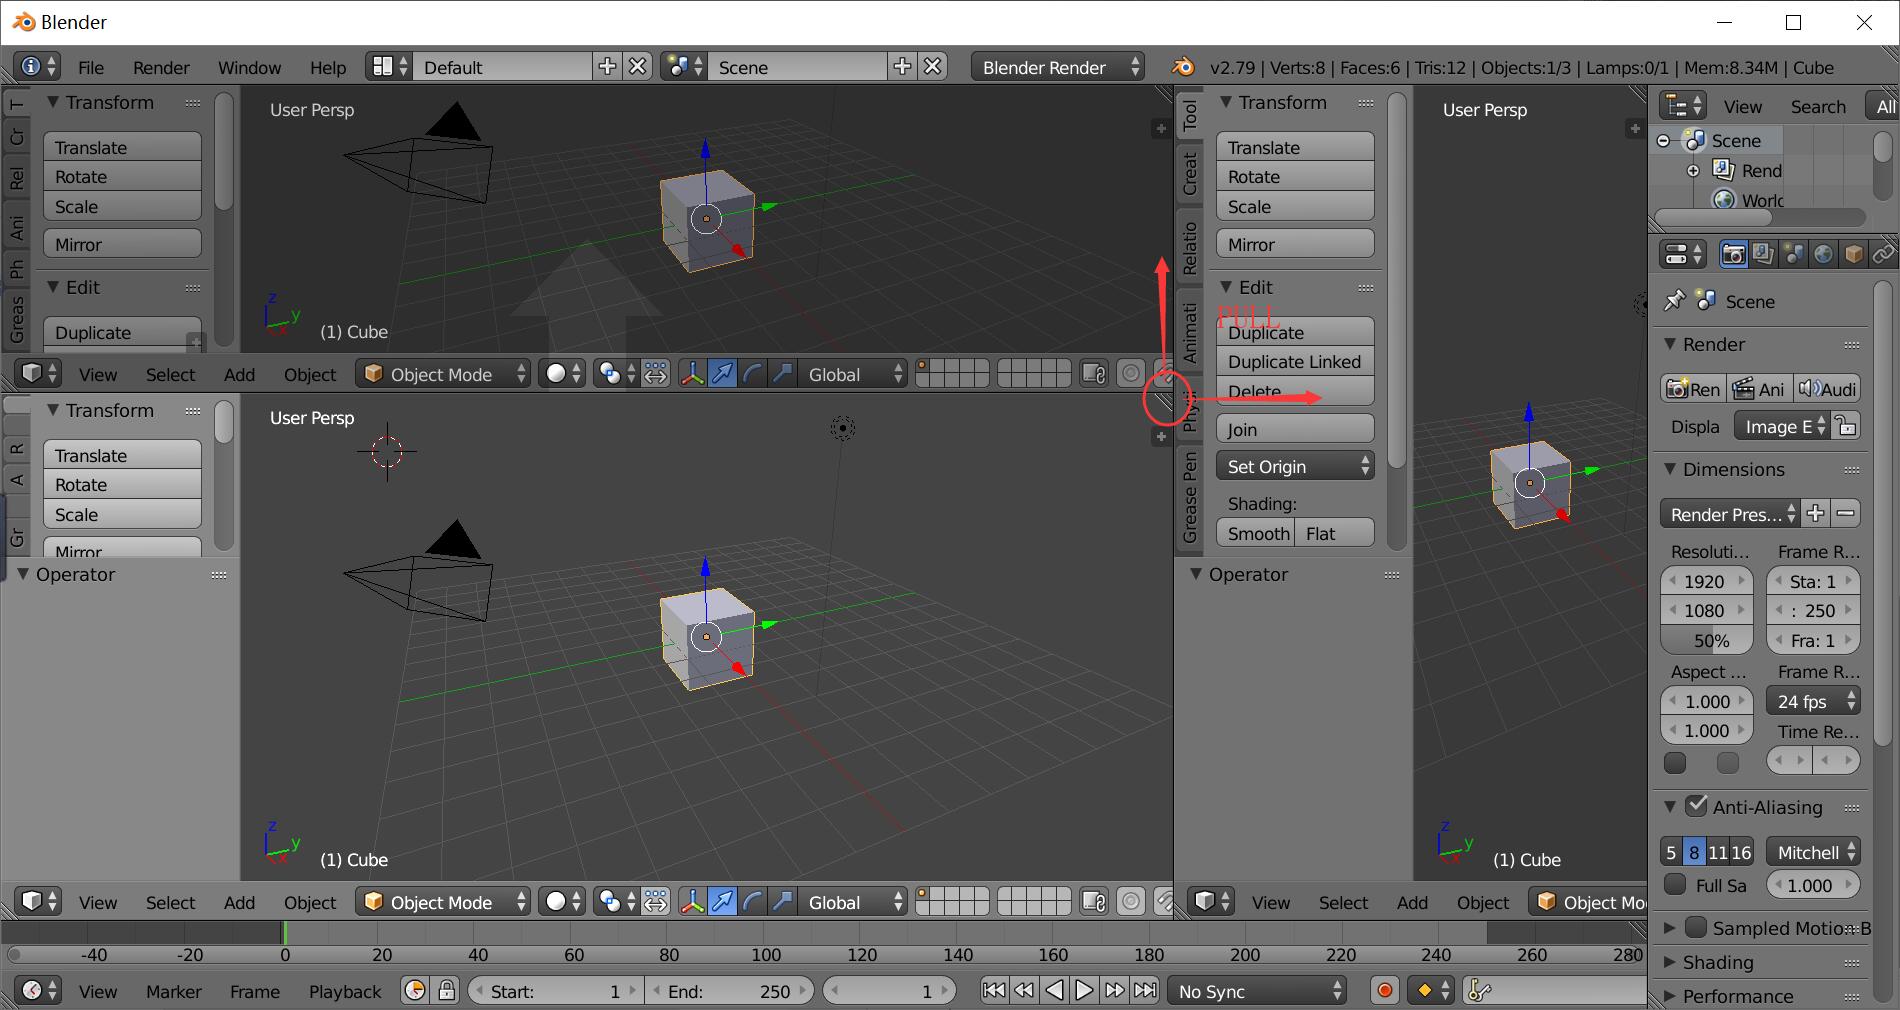 Blender
File Render Window Help Default Scene Blender Render v2.79 | Verts:8 | Faces:6 | Tris:12 | Objects:1/3 | Lamps:0/1 | Mem:8.34M | Cube
T
Cr
Rel
Ani
Ph
Greas
Transform
Translate
Rotate
Scale
Mirror
Edit
Duplicate
User Persp
z
y
x
(1) Cube
View Select Add Object Object Mode Global
R
A
Gr
Transform
Translate
Rotate
Scale
Mirror
Operator
User Persp
z
y
x
(1) Cube
View Select Add Object Object Mode Global
Tool
Creat
Relatio
Animati
Grease Pen
Transform
Translate
Rotate
Scale
Mirror
Edit
PULL
Duplicate
Duplicate Linked
Delete
Join
Set Origin
Shading:
Smooth Flat
Operator
User Persp
z
y
x
(1) Cube
View Select Add Object Object Mo
View Search All
Scene
Rend
World
Scene
Render
Ren Ani Audi
Displa Image E
Dimensions
Render Pres...
Resoluti... Frame R...
1920 Sta: 1
1080 : 250
50% Fra: 1
Aspect ... Frame R...
1.000 24 fps
1.000 Time Re...
Anti-Aliasing
5 8 11 16 Mitchell
Full Sa 1.000
Sampled Motion B
Shading
Performance
-40 -20 0 20 40 60 80 100 120 140 160 180 200 220 240 260 280
View Marker Frame Playback Start: 1 End: 250 1 No Sync